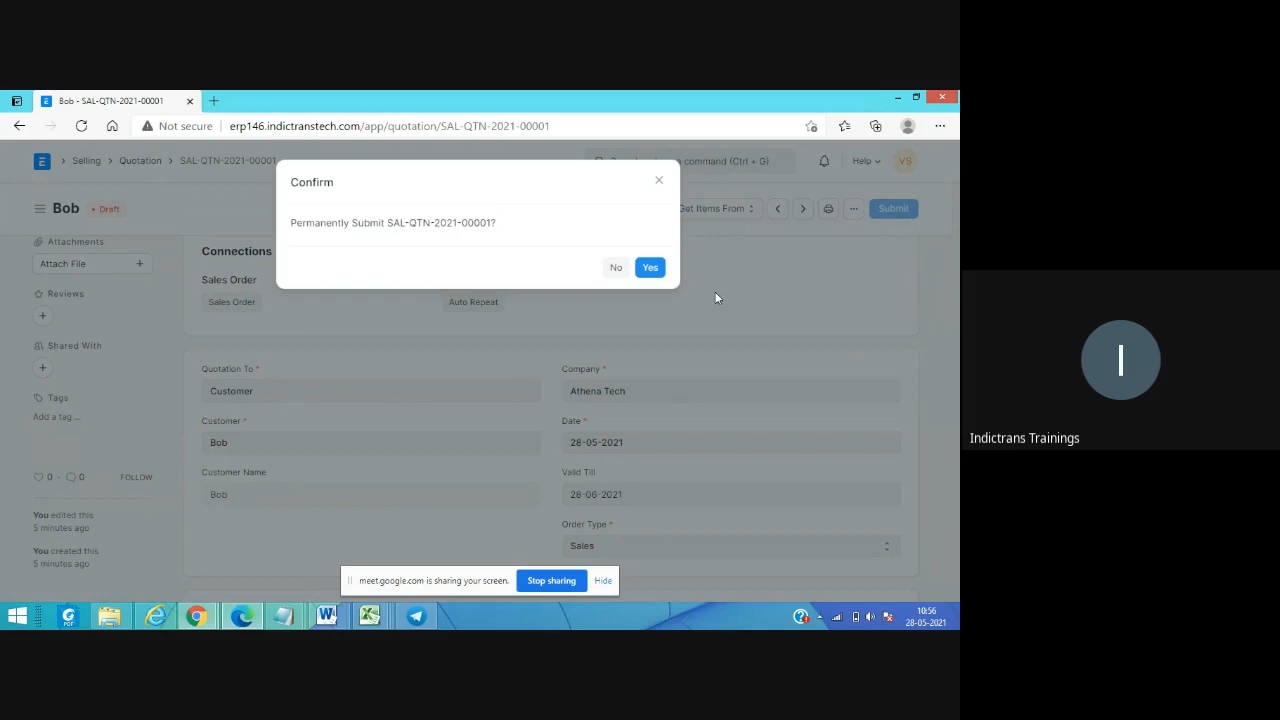 Bob - SAL-QTN-2021-00001
Not secure
erp146.indictranstech.com/app/quotation/SAL-QTN-2021-00001
Selling
Quotation
SAL-QTN-2021-00001
command (Ctrl + G)
Help
VS
Bob
Draft
Get Items From
Submit
Confirm
Permanently Submit SAL-QTN-2021-00001?
No
Yes
Attachments
Attach File
Reviews
Shared With
Tags
Add a tag ...
0 · 0
FOLLOW
You edited this
5 minutes ago
You created this
5 minutes ago
Connections
Sales Order
Sales Order
Auto Repeat
Quotation To *
Customer
Customer *
Bob
Customer Name
Bob
Company *
Athena Tech
Date *
28-05-2021
Valid Till
28-06-2021
Order Type *
Sales
meet.google.com is sharing your screen.
Stop sharing
Hide
10:56
28-05-2021
I
Indictrans Trainings